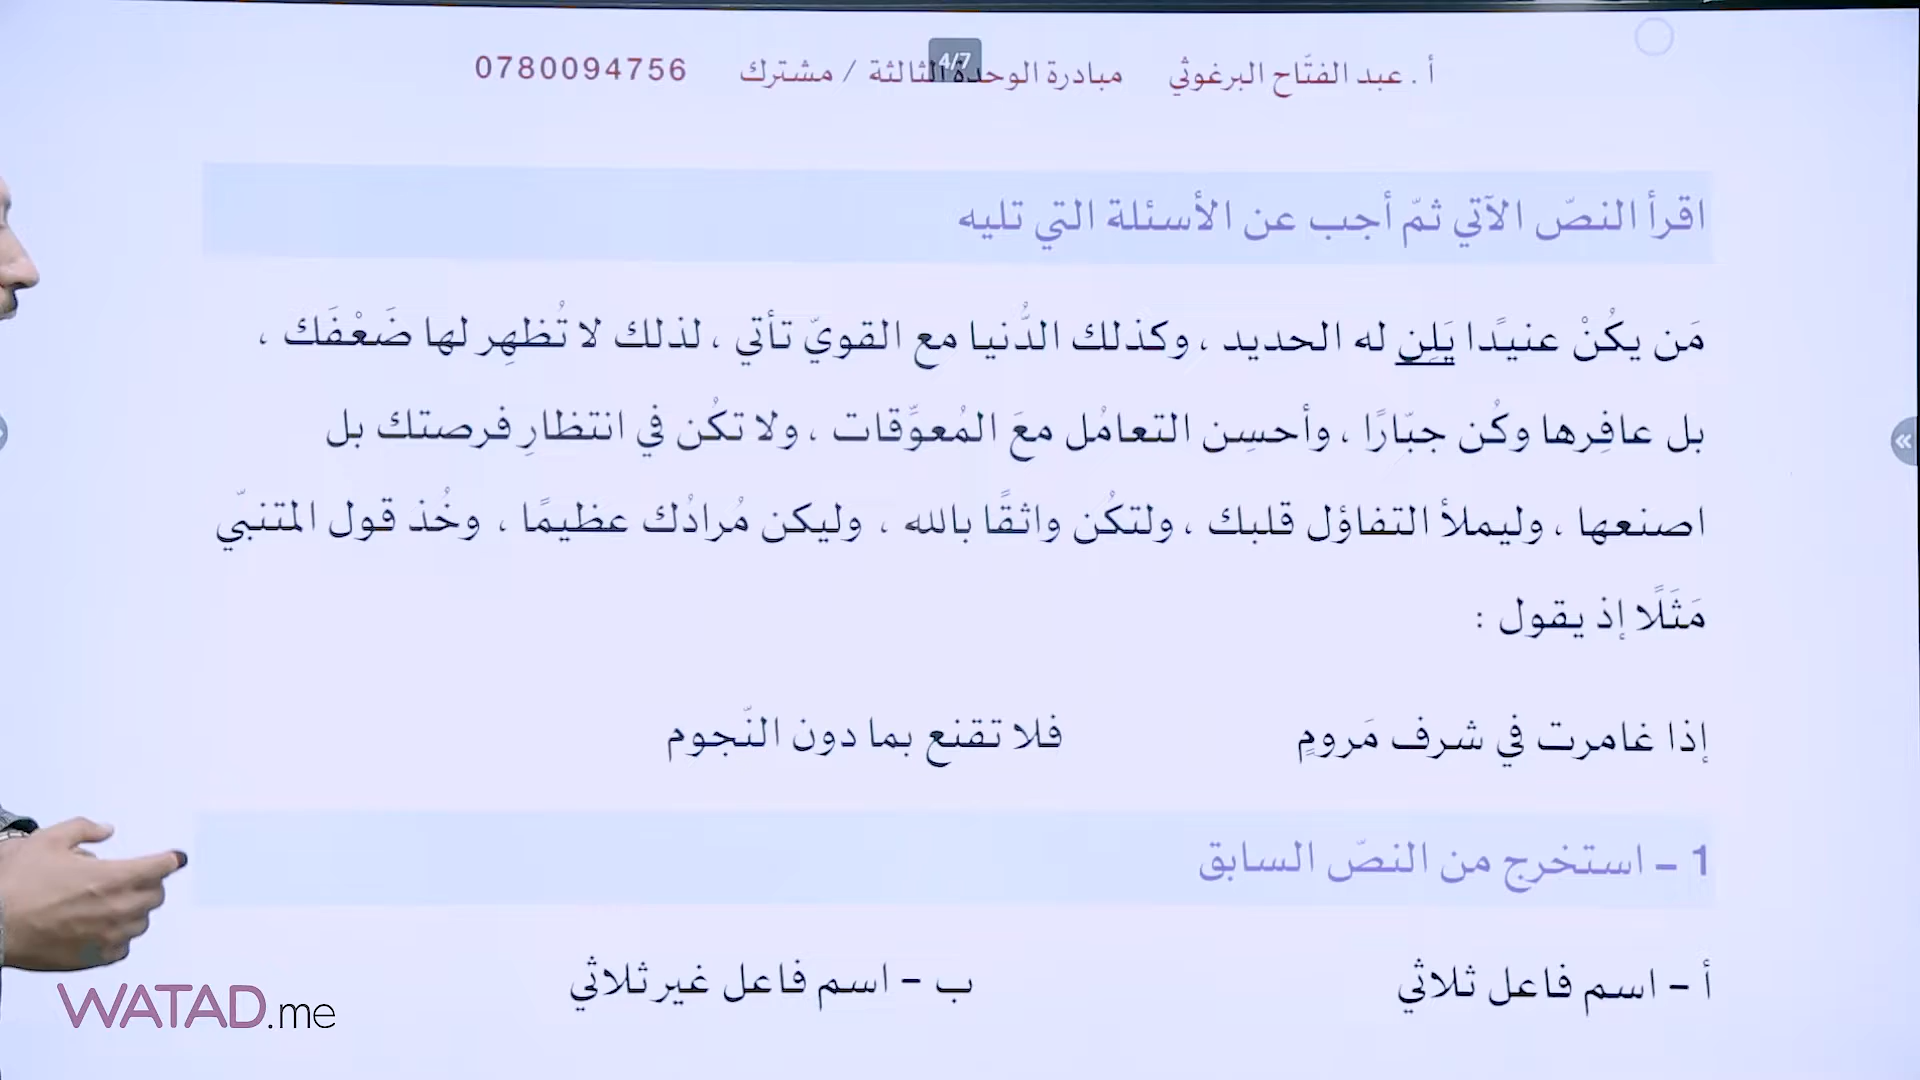 أ . عبد الفتّاح البرغوثي مبادرة الوحدة الثالثة / مشترك 0780094756
4/7
اقرأ النصّ الآتي ثمّ أجب عن الأسئلة التي تليه
مَن يكُنْ عنيدًا يَلِنِ له الحديد ، وكذلك الدُّنيا مع القويّ تأتي ، لذلك لا تُظهِر لها ضَعْفَك ،
بل عافِرها وكُن جبّارًا ، وأحسِن التعامُل معَ المُعوِّقات ، ولا تكُن في انتظارِ فرصتك بل
اصنعها ، وليملأ التفاؤل قلبك ، ولتكُن واثقًا بالله ، وليكن مُرادُك عظيمًا ، وخُذ قول المتنبّي
مَثَلًا إذ يقول :
إذا غامرت في شرف مَرومٍ فلا تقنع بما دون النّجوم
1 – استخرج من النصّ السابق
أ – اسم فاعل ثلاثي ب – اسم فاعل غير ثلاثي
WATAD.me